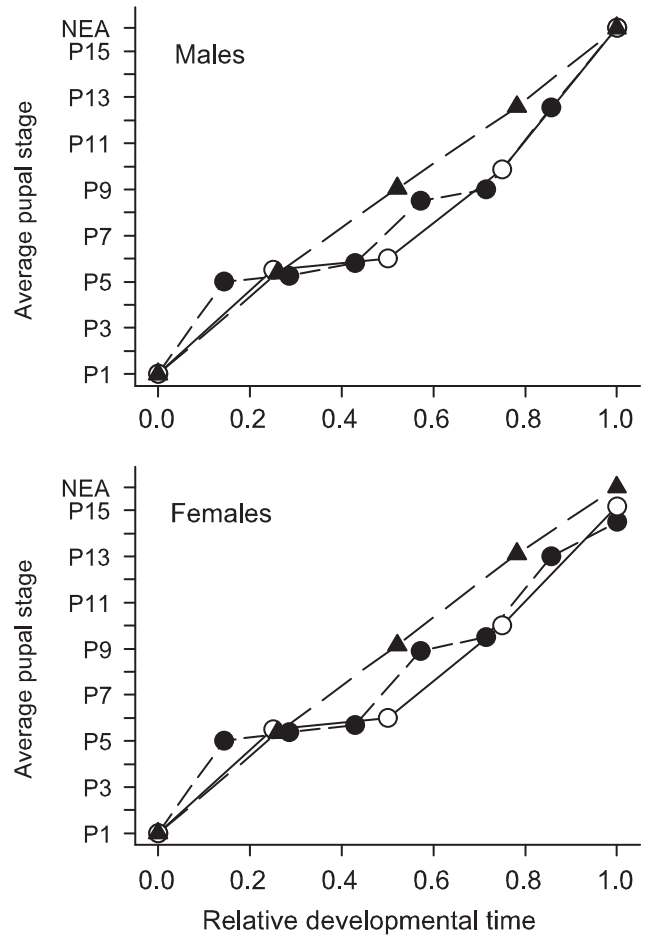 NEA
P15
P13
P11
P9
P7
P5
P3
P1
Average pupal stage
Males
0.0 0.2 0.4 0.6 0.8 1.0
NEA
P15
P13
P11
P9
P7
P5
P3
P1
Average pupal stage
Females
0.0 0.2 0.4 0.6 0.8 1.0
Relative developmental time